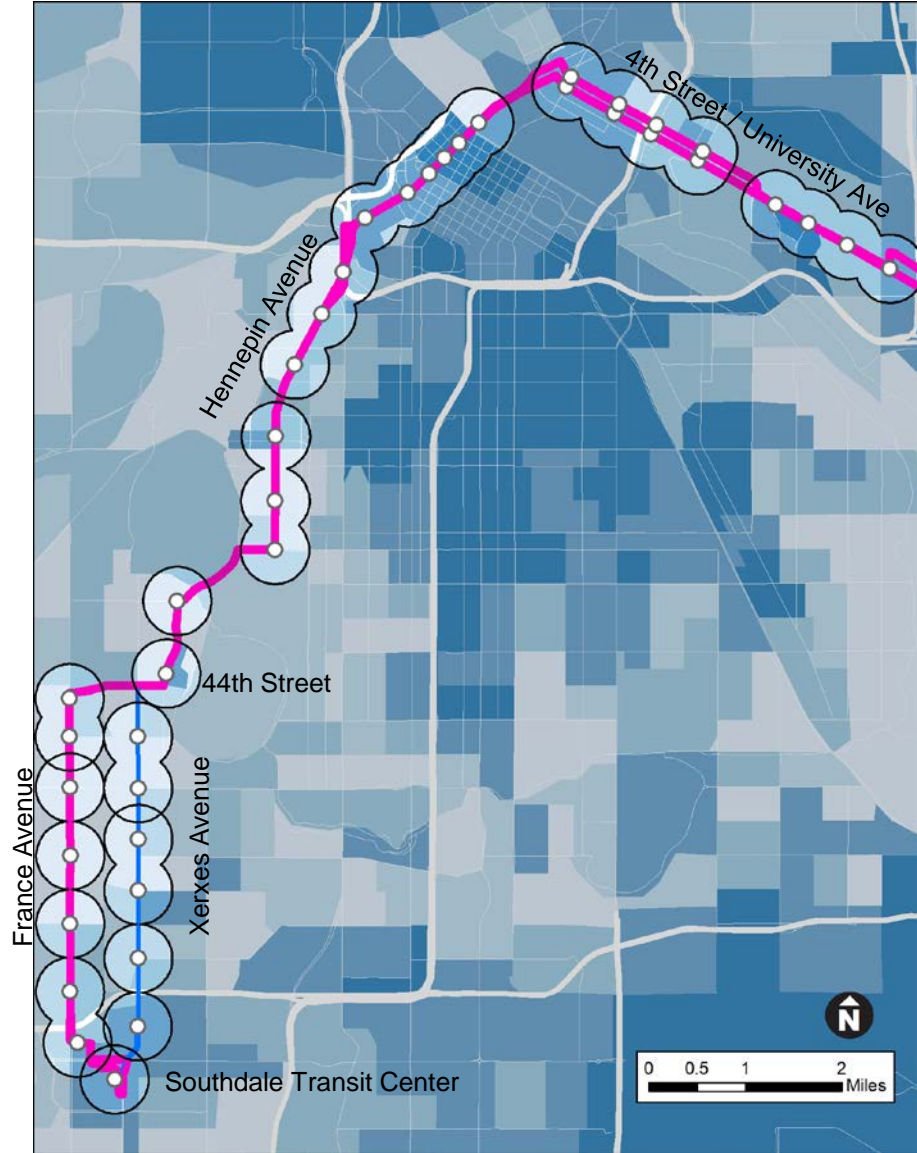 4th Street / University Ave
Hennepin Avenue
44th Street
France Avenue
Xerxes Avenue
Southdale Transit Center
N
0 0.5 1 2
Miles